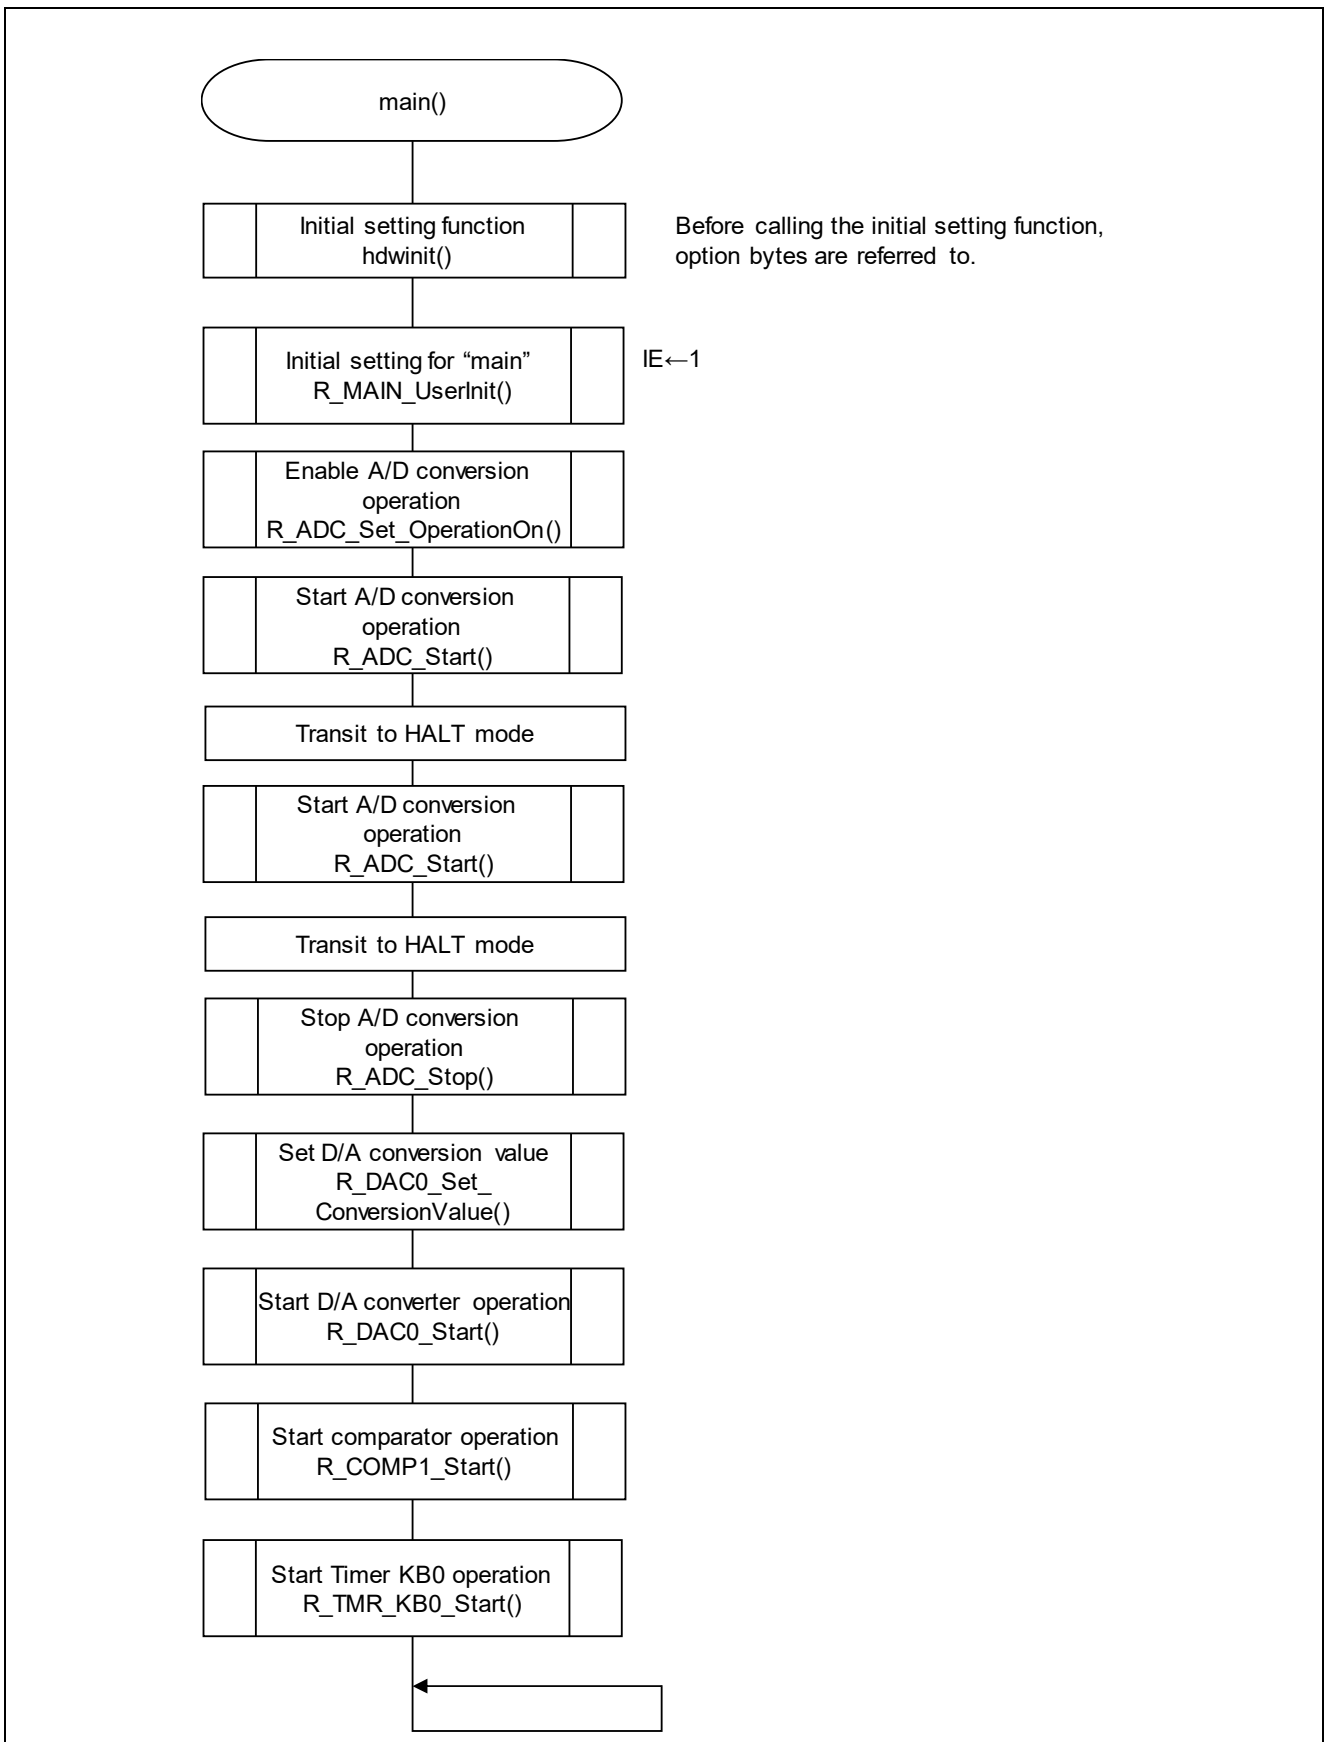 main()
Initial setting function
hdwinit()
Before calling the initial setting function,
option bytes are referred to.
Initial setting for “main”
R_MAIN_UserInit()
IE←1
Enable A/D conversion
operation
R_ADC_Set_OperationOn()
Start A/D conversion
operation
R_ADC_Start()
Transit to HALT mode
Start A/D conversion
operation
R_ADC_Start()
Transit to HALT mode
Stop A/D conversion
operation
R_ADC_Stop()
Set D/A conversion value
R_DAC0_Set_
ConversionValue()
Start D/A converter operation
R_DAC0_Start()
Start comparator operation
R_COMP1_Start()
Start Timer KB0 operation
R_TMR_KB0_Start()